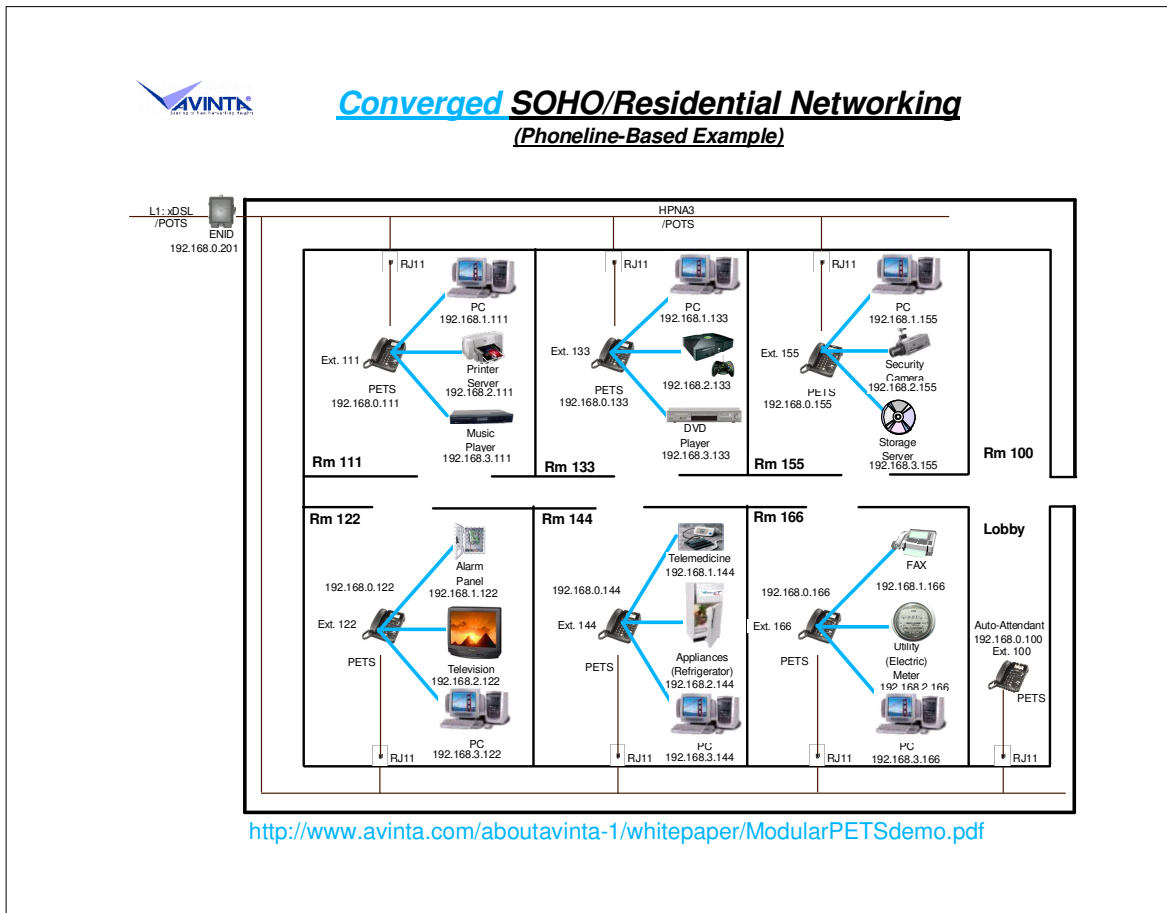 AVINTA
Converged SOHO/Residential Networking
(Phoneline-Based Example)
L1: xDSL
/POTS
ENID
192.168.0.201
HPNA3
/POTS
RJ11
PC
192.168.1.111
Ext. 111
Printer
Server
192.168.2.111
PETS
192.168.0.111
Music
Player
192.168.3.111
Rm 111
RJ11
PC
192.168.1.133
Ext. 133
192.168.2.133
PETS
192.168.0.133
DVD
Player
192.168.3.133
Rm 133
RJ11
PC
192.168.1.155
Ext. 155
Security
Camera
192.168.2.155
PETS
192.168.0.155
Storage
Server
192.168.3.155
Rm 155
Rm 100
Rm 122
Alarm
Panel
192.168.1.122
192.168.0.122
Ext. 122
PETS
Television
192.168.2.122
PC
192.168.3.122
RJ11
Rm 144
Telemedicine
192.168.1.144
192.168.0.144
Ext. 144
PETS
Appliances
(Refrigerator)
192.168.2.144
PC
192.168.3.144
RJ11
Rm 166
FAX
192.168.1.166
192.168.0.166
Ext. 166
PETS
Utility
(Electric)
Meter
192.168.2.166
PC
192.168.3.166
RJ11
Lobby
Auto-Attendant
192.168.0.100
Ext. 100
PETS
RJ11
http://www.avinta.com/aboutavinta-1/whitepaper/ModularPETSdemo.pdf